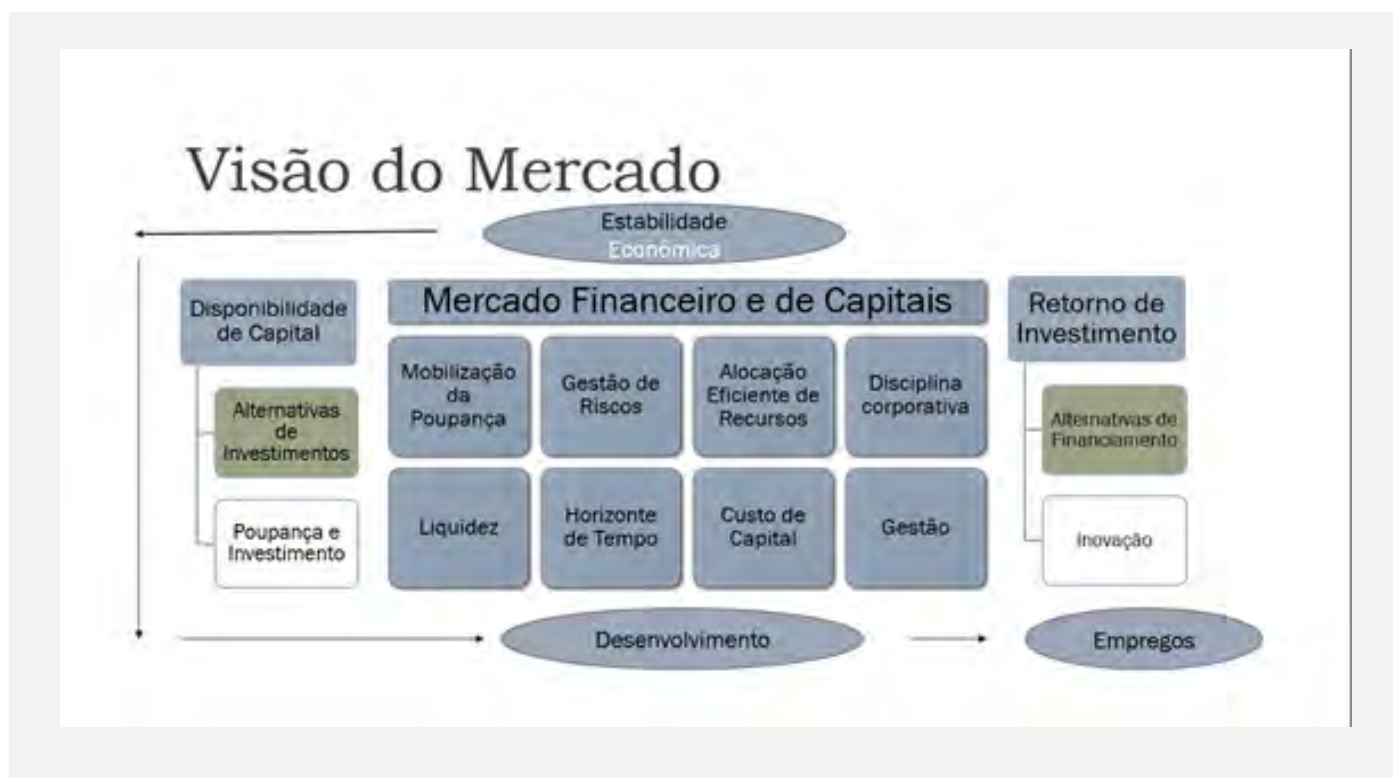 Visão do Mercado
Estabilidade
Econômica
Disponibilidade
de Capital
Alternativas
de
Investimentos
Poupança e
Investimento
Mercado Financeiro e de Capitais
Mobilização
da
Poupança
Gestão de
Riscos
Alocação
Eficiente de
Recursos
Disciplina
corporativa
Liquidez
Horizonte
de Tempo
Custo de
Capital
Gestão
Retorno de
Investimento
Alternativas de
Financiamento
Inovação
Desenvolvimento
Empregos